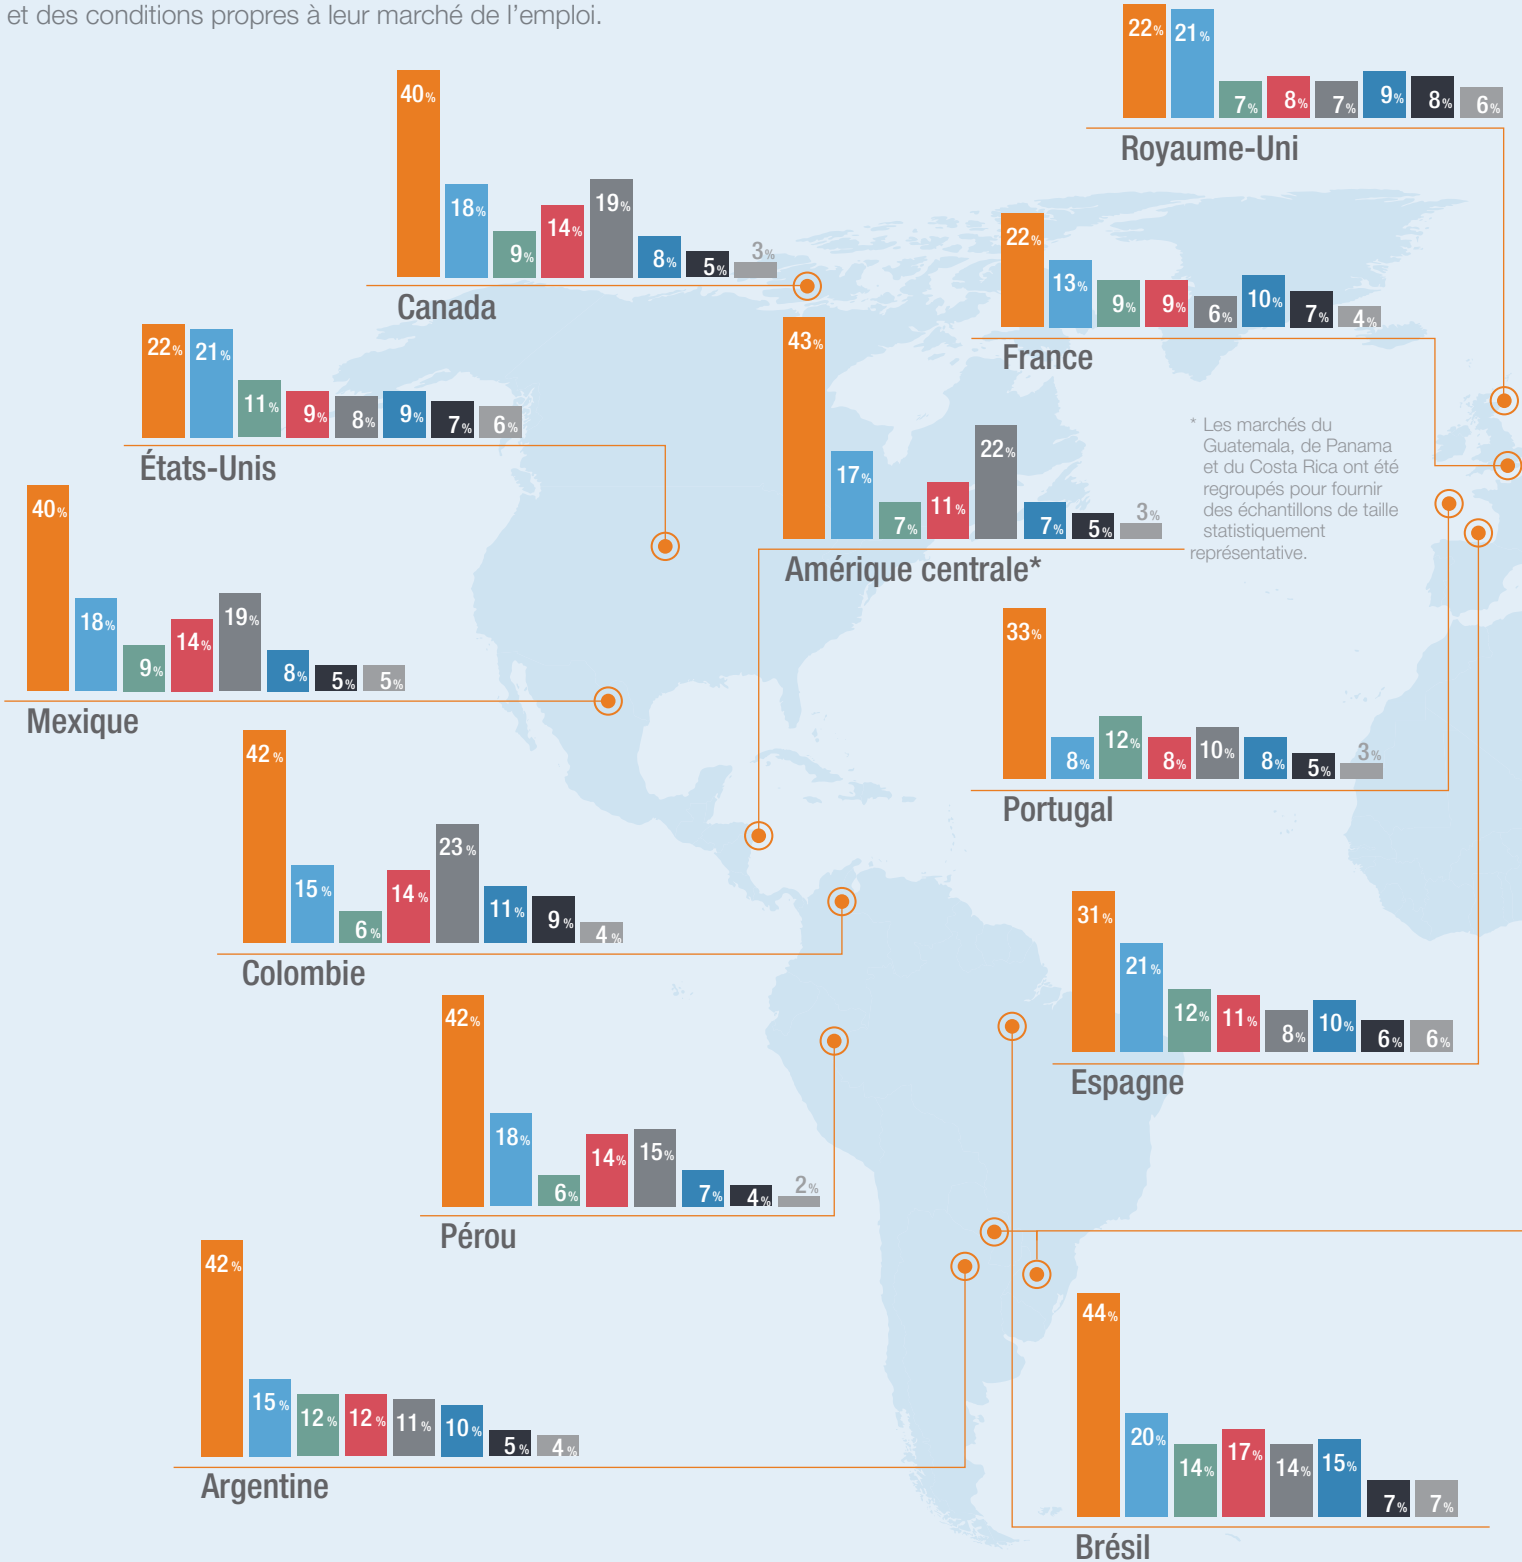 et des conditions propres à leur marché de l’emploi.
22% 21% 7% 8% 7% 9% 8% 6%
Royaume-Uni
40% 18% 9% 14% 19% 8% 5% 3%
Canada
22% 13% 9% 9% 6% 10% 7% 4%
France
22% 21% 11% 9% 8% 9% 7% 6%
États-Unis
43% 17% 7% 11% 22% 7% 5% 3%
Amérique centrale*
* Les marchés du
Guatemala, de Panama
et du Costa Rica ont été
regroupés pour fournir
des échantillons de taille
statistiquement
représentative.
40% 18% 9% 14% 19% 8% 5% 5%
Mexique
33% 8% 12% 8% 10% 8% 5% 3%
Portugal
42% 15% 6% 14% 23% 11% 9% 4%
Colombie
31% 21% 12% 11% 8% 10% 6% 6%
Espagne
42% 18% 6% 14% 15% 7% 4% 2%
Pérou
42% 15% 12% 12% 11% 10% 5% 4%
Argentine
44% 20% 14% 17% 14% 15% 7% 7%
Brésil